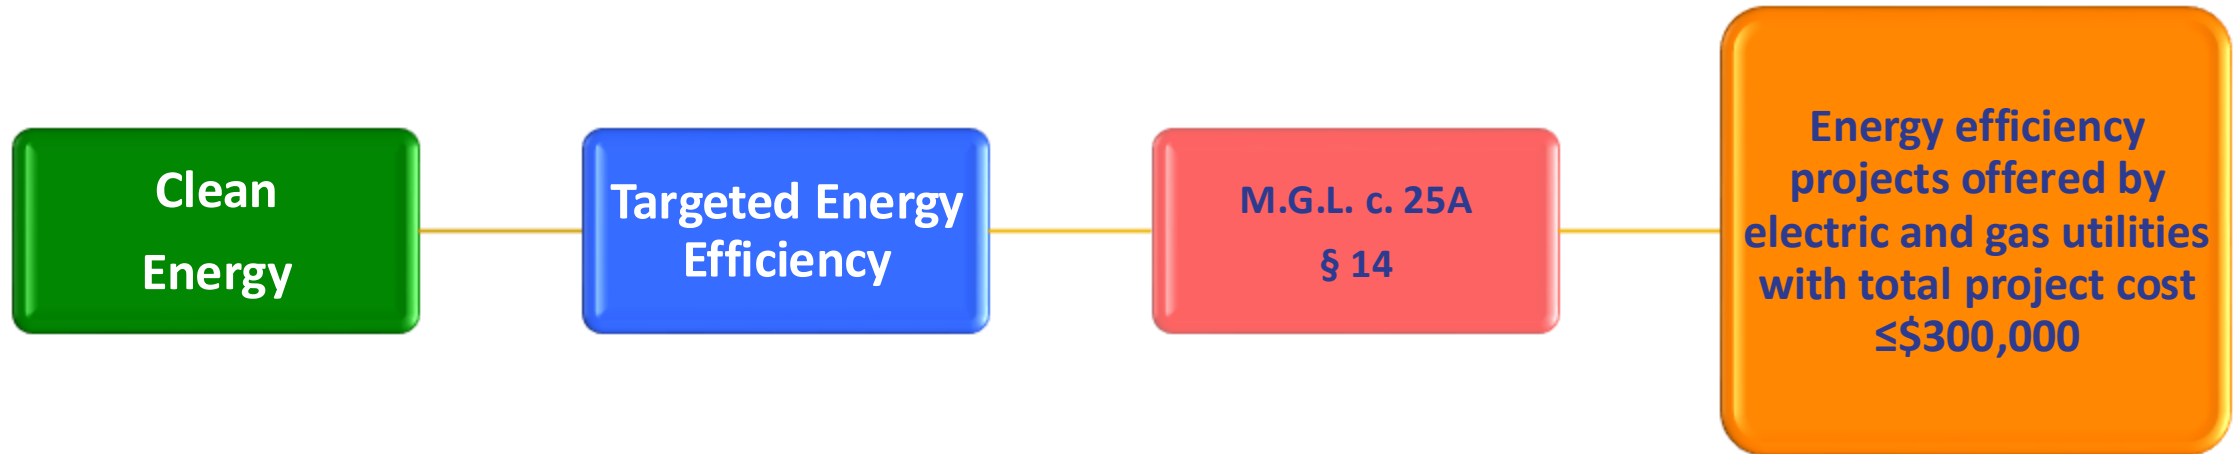 Clean
Energy
Targeted Energy
Efficiency
M.G.L. c. 25A
§ 14
Energy efficiency
projects offered by
electric and gas utilities
with total project cost
≤$300,000